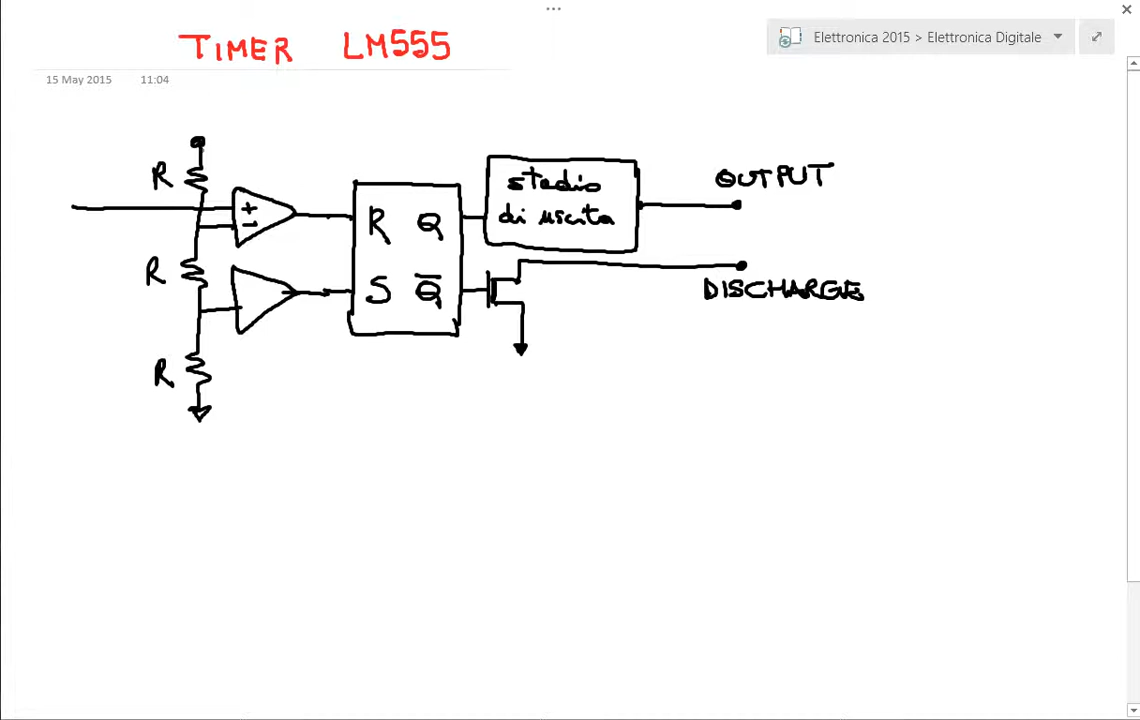 TIMER LM555
Elettronica 2015 > Elettronica Digitale
15 May 2015 11:04
R
R
R
+
−
R Q
S Q̅
stadio
di uscita
OUTPUT
DISCHARGE